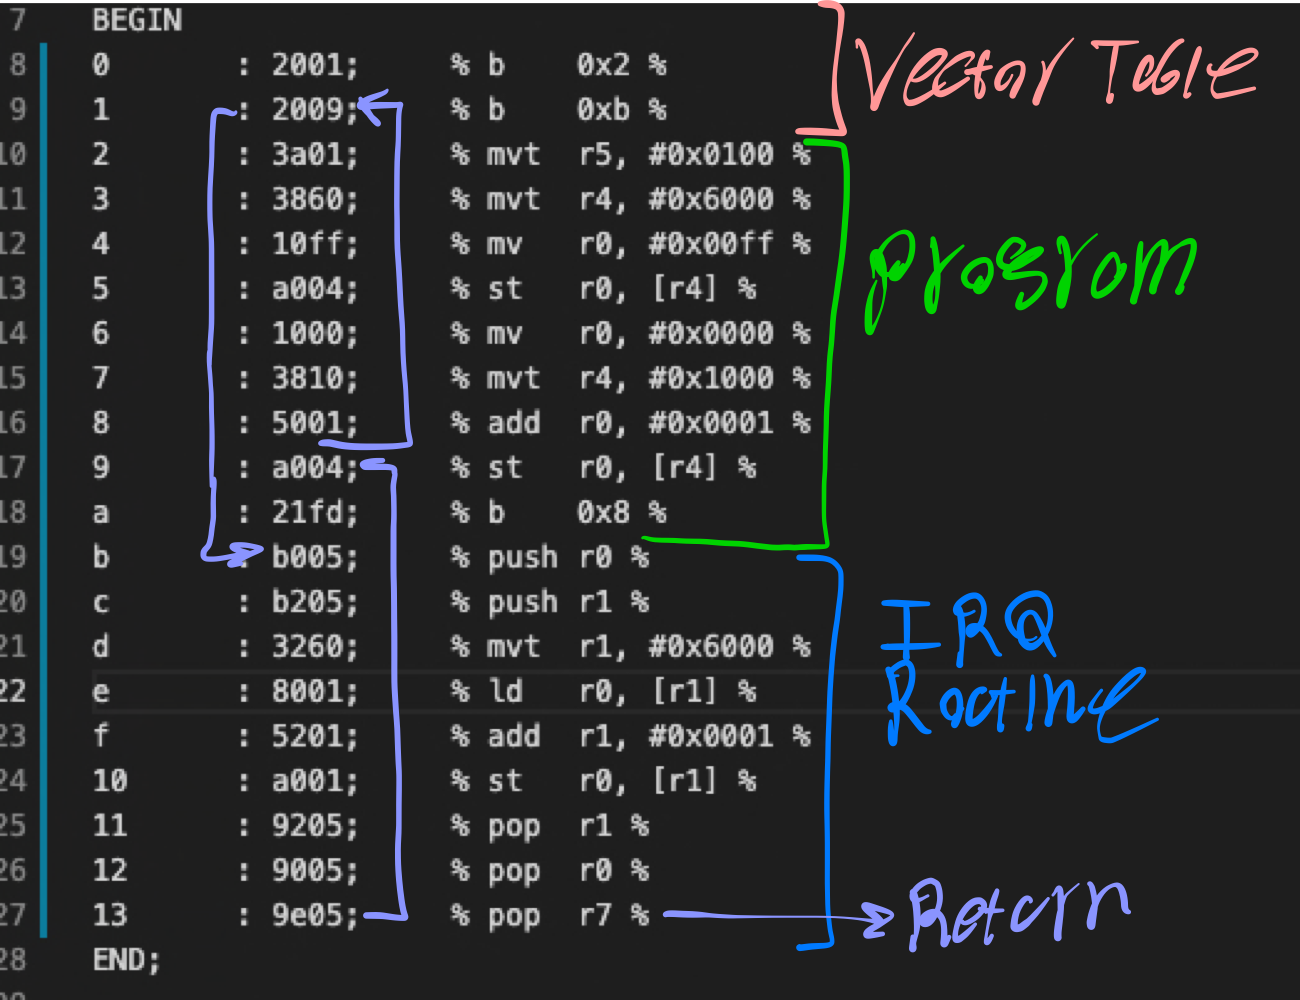 7 BEGIN
8 0 : 2001; % b 0x2 %
9 1 : 2009; % b 0xb %
10 2 : 3a01; % mvt r5, #0x0100 %
11 3 : 3860; % mvt r4, #0x6000 %
12 4 : 10ff; % mv r0, #0x00ff %
13 5 : a004; % st r0, [r4] %
14 6 : 1000; % mv r0, #0x0000 %
15 7 : 3810; % mvt r4, #0x1000 %
16 8 : 5001; % add r0, #0x0001 %
17 9 : a004; % st r0, [r4] %
18 a : 21fd; % b 0x8 %
19 b : b005; % push r0 %
20 c : b205; % push r1 %
21 d : 3260; % mvt r1, #0x6000 %
22 e : 8001; % ld r0, [r1] %
23 f : 5201; % add r1, #0x0001 %
24 10 : a001; % st r0, [r1] %
25 11 : 9205; % pop r1 %
26 12 : 9005; % pop r0 %
27 13 : 9e05; % pop r7 %
28 END;
Vector Table
Program
IRQ
Routine
Return